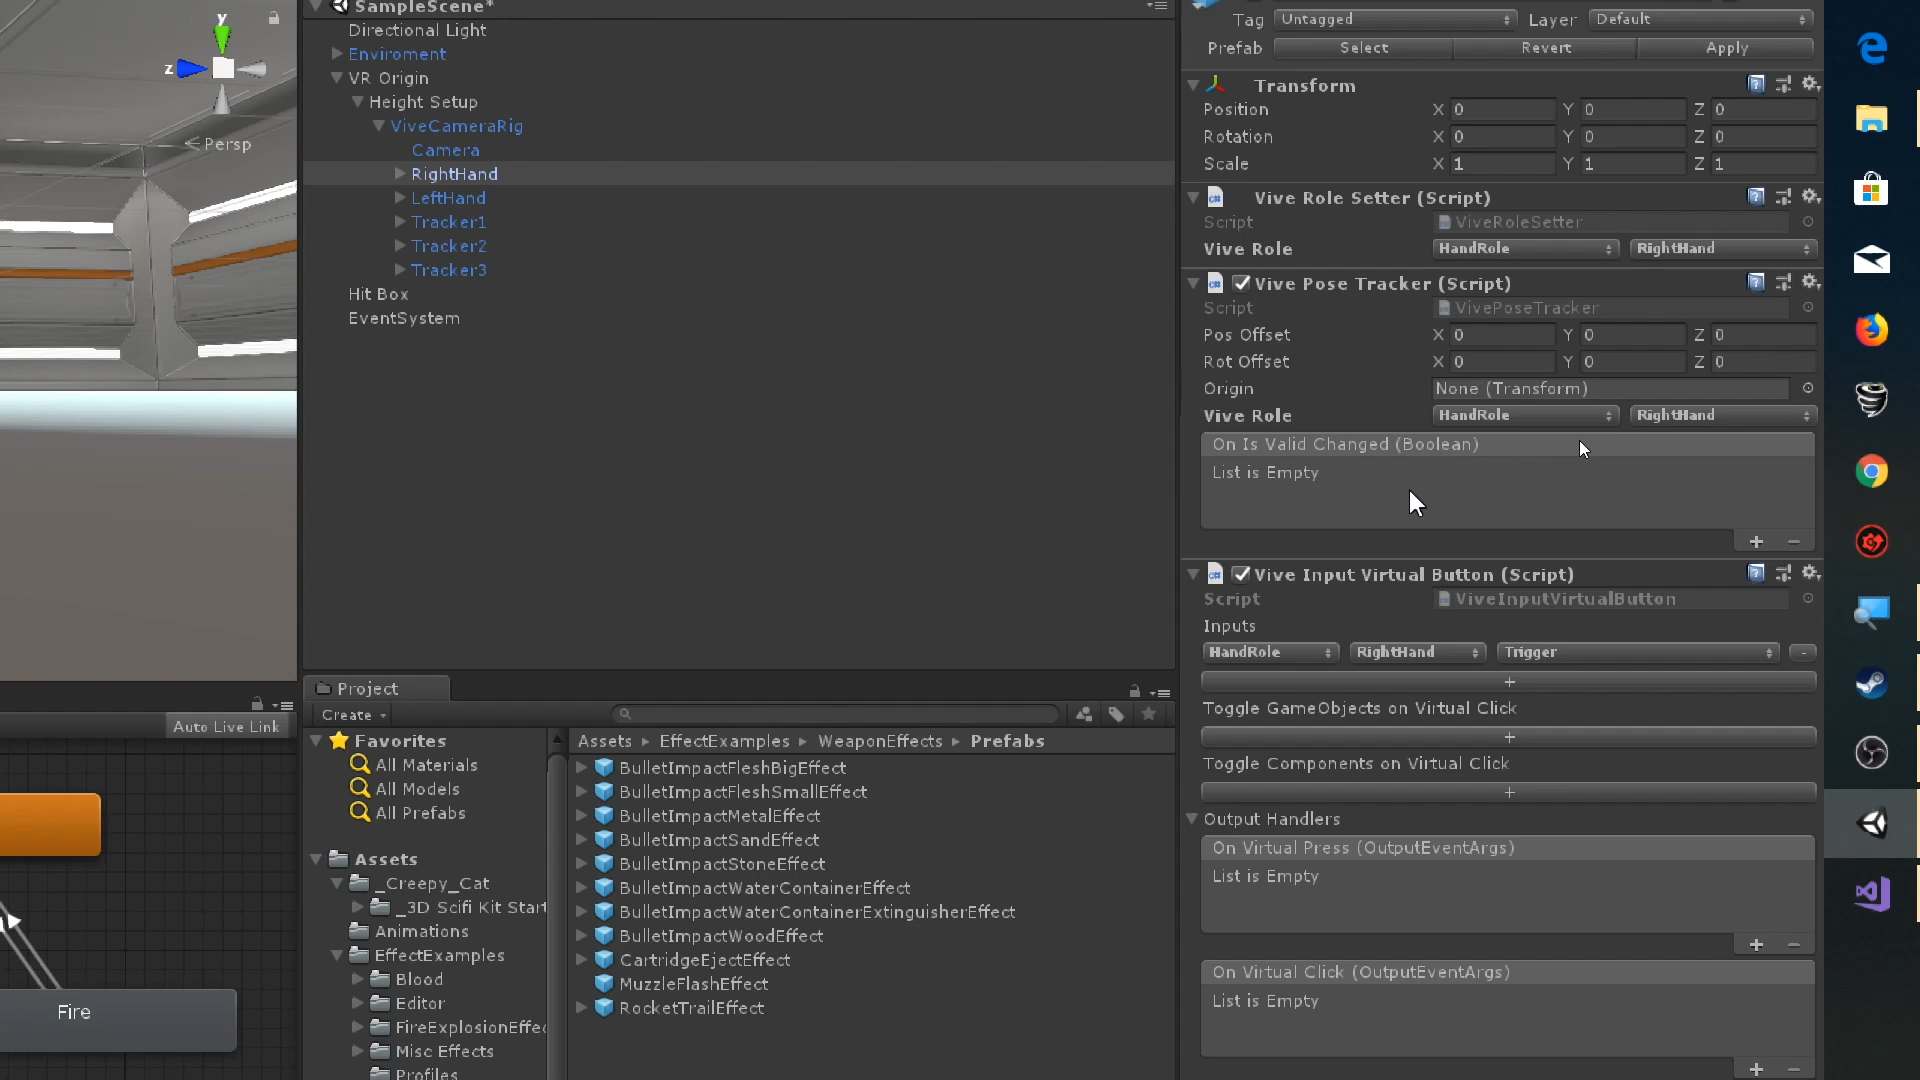 y
z
Persp
Auto Live Link
Fire
SampleScene*
Directional Light
Enviroment
VR Origin
Height Setup
ViveCameraRig
Camera
RightHand
LeftHand
Tracker1
Tracker2
Tracker3
Hit Box
EventSystem
Project
Create
Favorites
All Materials
All Models
All Prefabs
Assets
_Creepy_Cat
_3D Scifi Kit Start
Animations
EffectExamples
Blood
Editor
FireExplosionEffec
Misc Effects
Profiles
Assets EffectExamples WeaponEffects Prefabs
BulletImpactFleshBigEffect
BulletImpactFleshSmallEffect
BulletImpactMetalEffect
BulletImpactSandEffect
BulletImpactStoneEffect
BulletImpactWaterContainerEffect
BulletImpactWaterContainerExtinguisherEffect
BulletImpactWoodEffect
CartridgeEjectEffect
MuzzleFlashEffect
RocketTrailEffect
Tag Untagged Layer Default
Prefab Select Revert Apply
Transform
Position X 0 Y 0 Z 0
Rotation X 0 Y 0 Z 0
Scale X 1 Y 1 Z 1
Vive Role Setter (Script)
Script ViveRoleSetter
Vive Role HandRole RightHand
Vive Pose Tracker (Script)
Script VivePoseTracker
Pos Offset X 0 Y 0 Z 0
Rot Offset X 0 Y 0 Z 0
Origin None (Transform)
Vive Role HandRole RightHand
On Is Valid Changed (Boolean)
List is Empty
+ −
Vive Input Virtual Button (Script)
Script ViveInputVirtualButton
Inputs
HandRole RightHand Trigger -
+
Toggle GameObjects on Virtual Click
+
Toggle Components on Virtual Click
+
Output Handlers
On Virtual Press (OutputEventArgs)
List is Empty
+ −
On Virtual Click (OutputEventArgs)
List is Empty
+ −